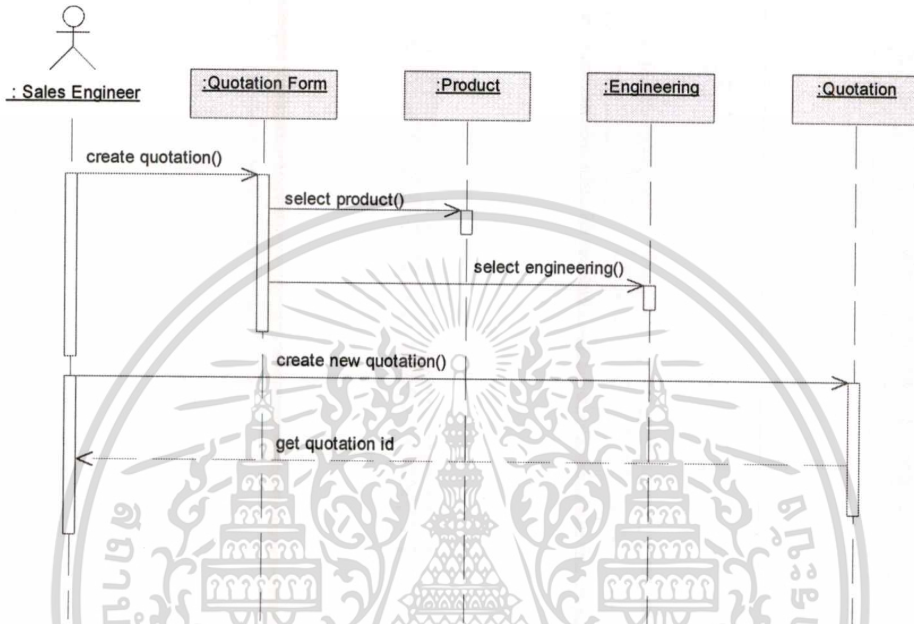 : Sales Engineer
:Quotation Form
:Product
:Engineering
:Quotation
create quotation()
select product()
select engineering()
create new quotation()
get quotation id